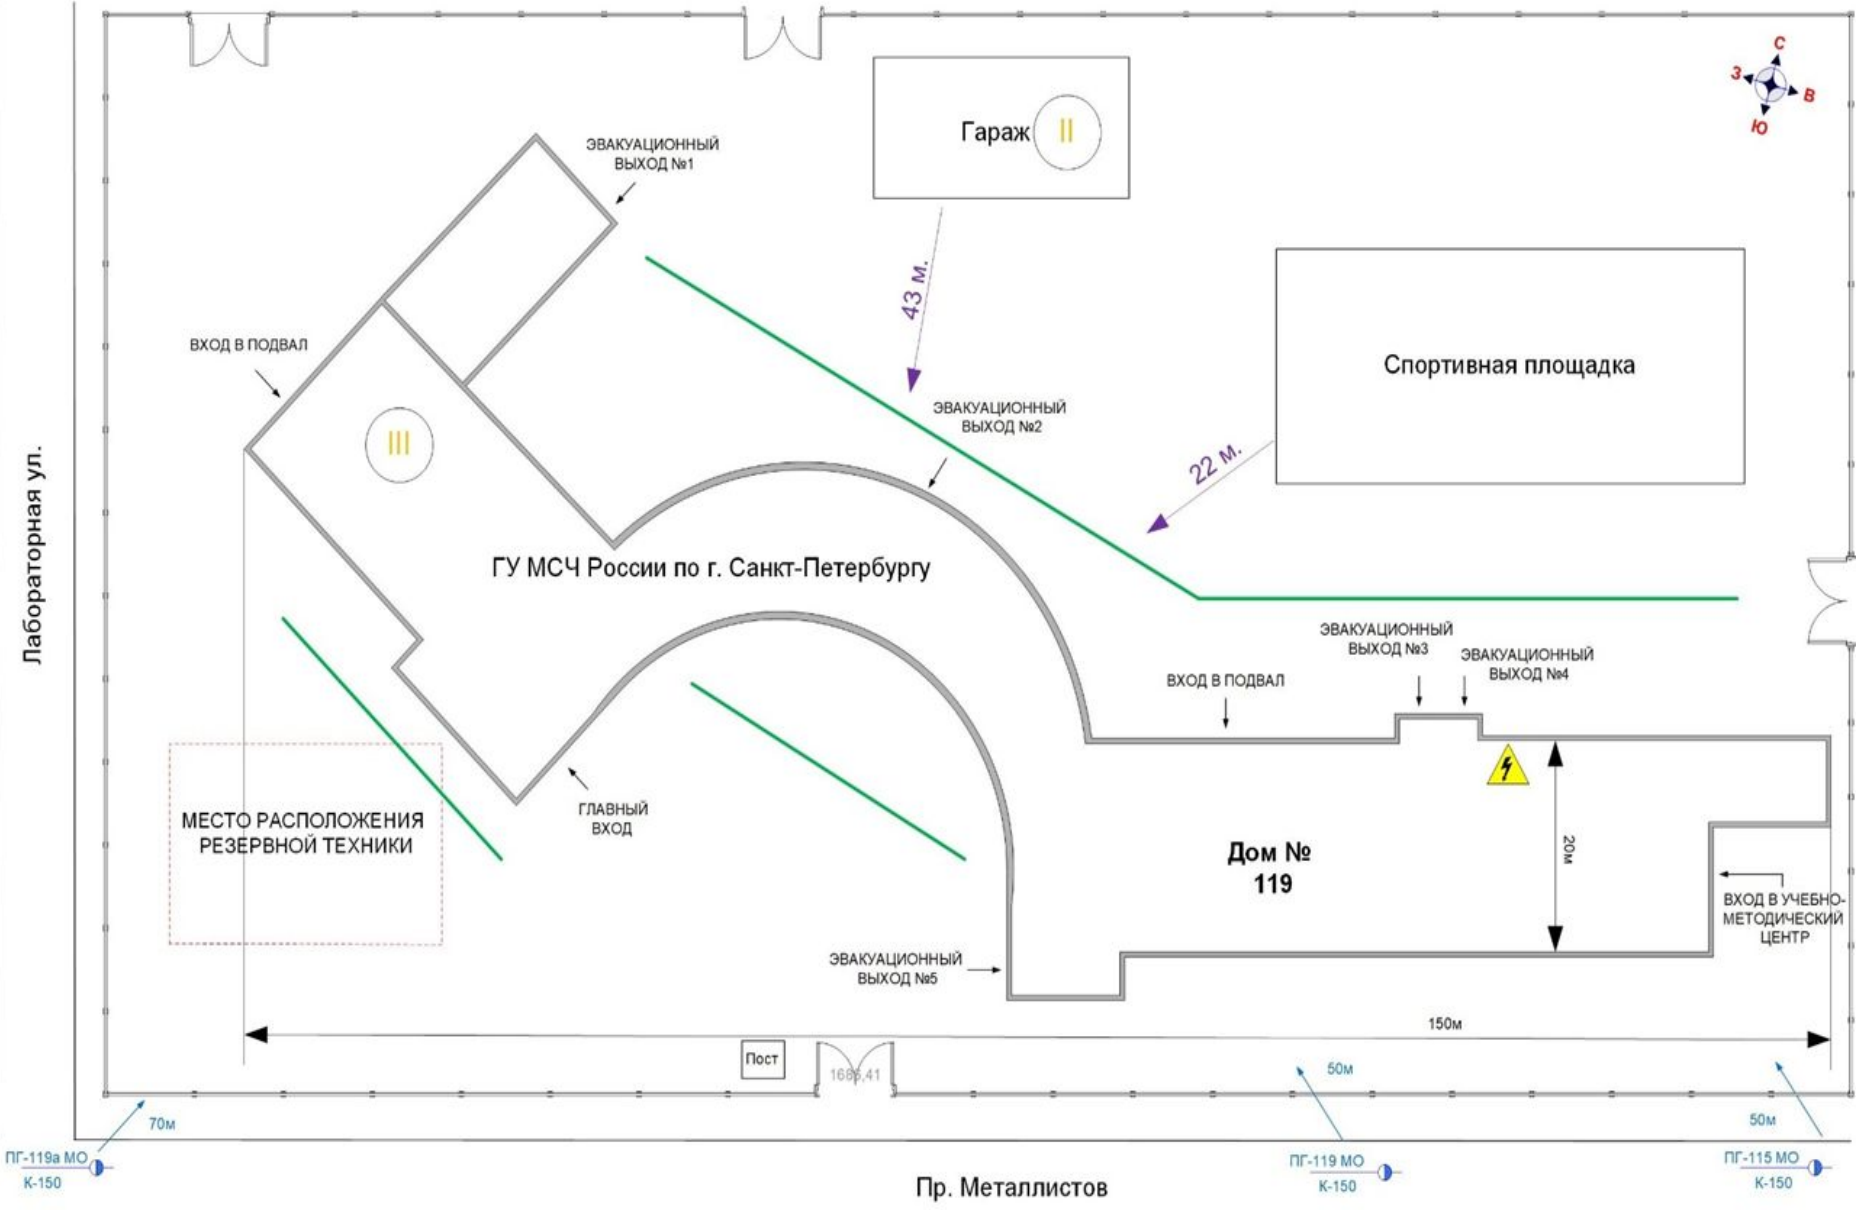 С
З
В
Ю
ЭВАКУАЦИОННЫЙ
ВЫХОД №1
Гараж
II
43 м.
ВХОД В ПОДВАЛ
III
ЭВАКУАЦИОННЫЙ
ВЫХОД №2
22 м.
Спортивная площадка
Лабораторная ул.
ГУ МСЧ России по г. Санкт-Петербургу
ЭВАКУАЦИОННЫЙ
ВЫХОД №3
ЭВАКУАЦИОННЫЙ
ВЫХОД №4
ВХОД В ПОДВАЛ
МЕСТО РАСПОЛОЖЕНИЯ
РЕЗЕРВНОЙ ТЕХНИКИ
ГЛАВНЫЙ
ВХОД
Дом №
119
20м
ВХОД В УЧЕБНО-
МЕТОДИЧЕСКИЙ
ЦЕНТР
ЭВАКУАЦИОННЫЙ
ВЫХОД №5
150м
Пост
1686,41
50м
50м
70м
ПГ-119а МО
К-150
ПГ-119 МО
К-150
ПГ-115 МО
К-150
Пр. Металлистов